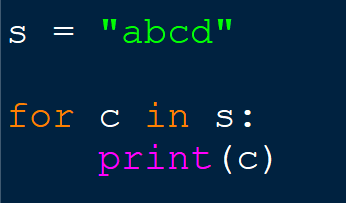 s = "abcd"
for c in s:
    print(c)